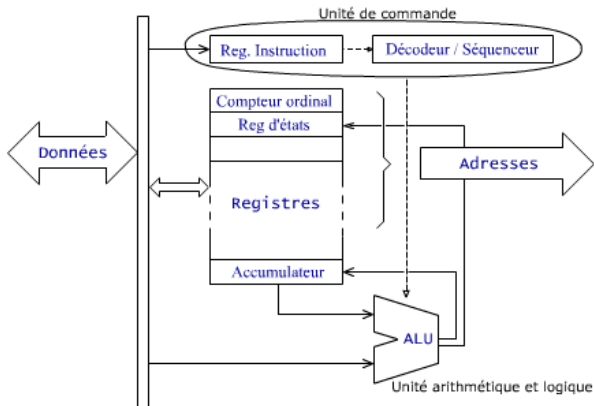 Unité de commande
Reg. Instruction
Décodeur / Séquenceur
Compteur ordinal
Reg d'états
Données
Adresses
Registres
Accumulateur
ALU
Unité arithmétique et logique